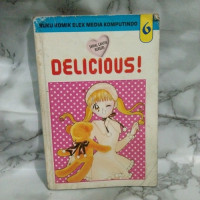 BUKU KOMIK ELEX MEDIA KOMPUTINDO
6
DELICIOUS!